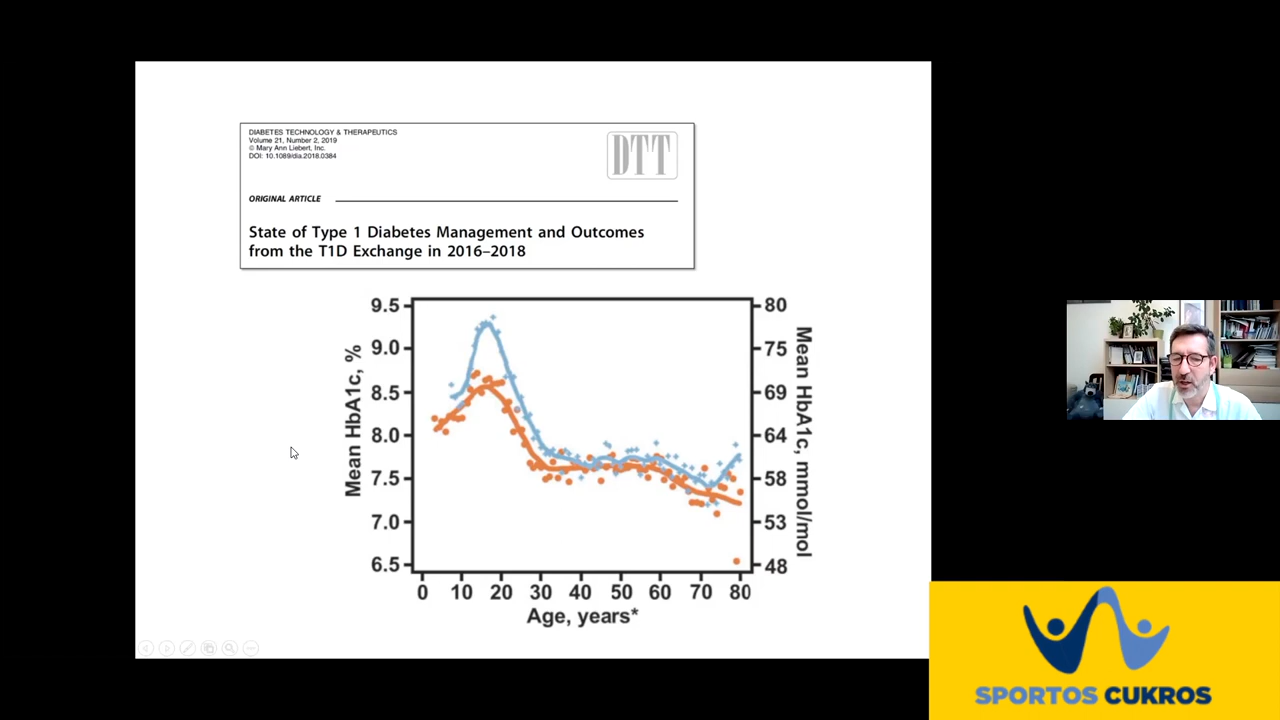 DIABETES TECHNOLOGY & THERAPEUTICS
Volume 21, Number 2, 2019
© Mary Ann Liebert, Inc.
DOI: 10.1089/dia.2018.0384
DTT
ORIGINAL ARTICLE
State of Type 1 Diabetes Management and Outcomes
from the T1D Exchange in 2016–2018
Mean HbA1c, %
9.5
9.0
8.5
8.0
7.5
7.0
6.5
80
75
69
64
58
53
48
Mean HbA1c, mmol/mol
0 10 20 30 40 50 60 70 80
Age, years*
SPORTOS CUKROS